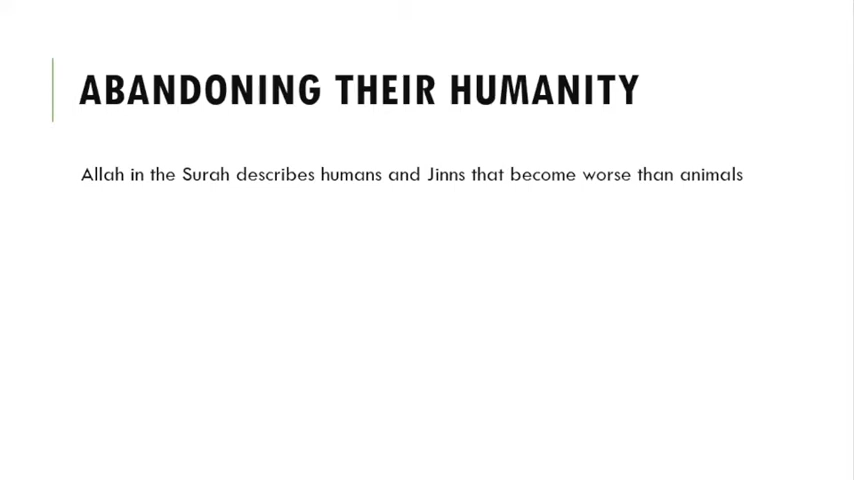 ABANDONING THEIR HUMANITY
Allah in the Surah describes humans and Jinns that become worse than animals